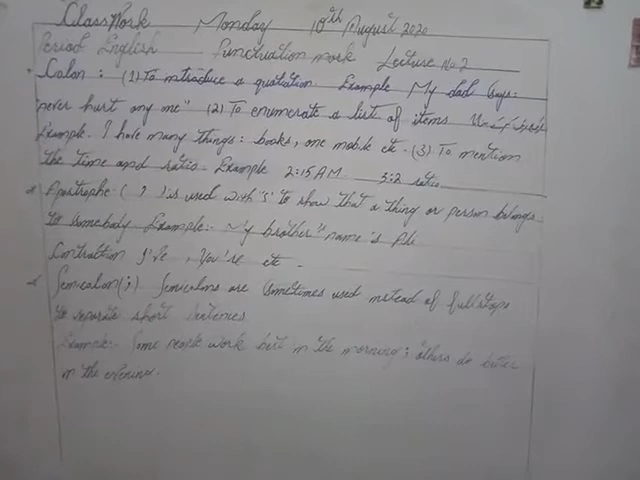 ClassWork Monday 10th August 2020
Period English Punctuation mark Lecture No 2
* Colon : (1) To introduce a quotation. Example My dad says:
"never hurt any me" (2) To enumerate a list of items
Example. I have many things: books, one mobile etc. (3) To mention
the time and ratio. Example 2:15 AM 3:2 ratio
* Apostrophe ( ' ) is used with "s" to show that a thing or person belongs
to somebody Example:- My brother" name is
Contraction I've , You're etc -
* Semicolon(;) Semicolons are sometimes used instead of full stops
to separate short sentences
Example:- Some people work best in the morning; others do better
in the evening.